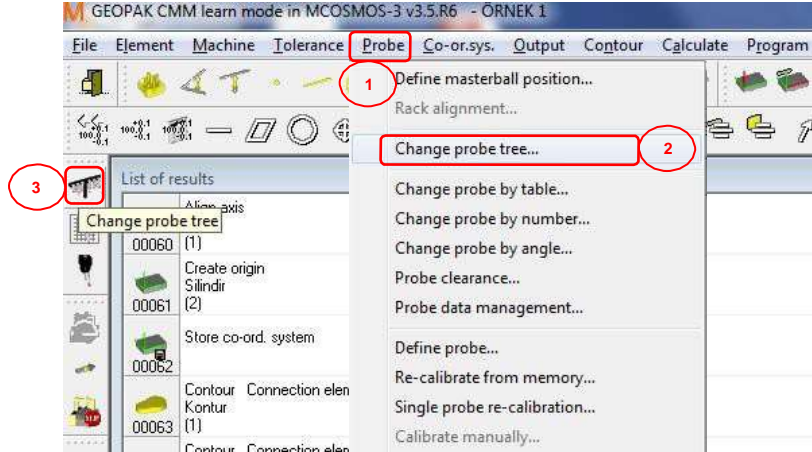 GEOPAK CMM learn mode in MCOSMOS-3 v3.5.R6 - ÖRNEK 1
File Element Machine Tolerance Probe Co-or.sys. Output Contour Calculate Program
1
Define masterball position...
Rack alignment...
Change probe tree...
2
3
List of results
Change probe by table...
Align axis
Change probe tree
Change probe by number...
00060 (1)
Change probe by angle...
Create origin
Silindir
Probe clearance...
00061 (2)
Probe data management...
Store co-ord. system
Define probe...
00062
Re-calibrate from memory...
Contour Connection elen
Kontur
Single probe re-calibration...
00063 (1)
Calibrate manually...
Contour Connection elen